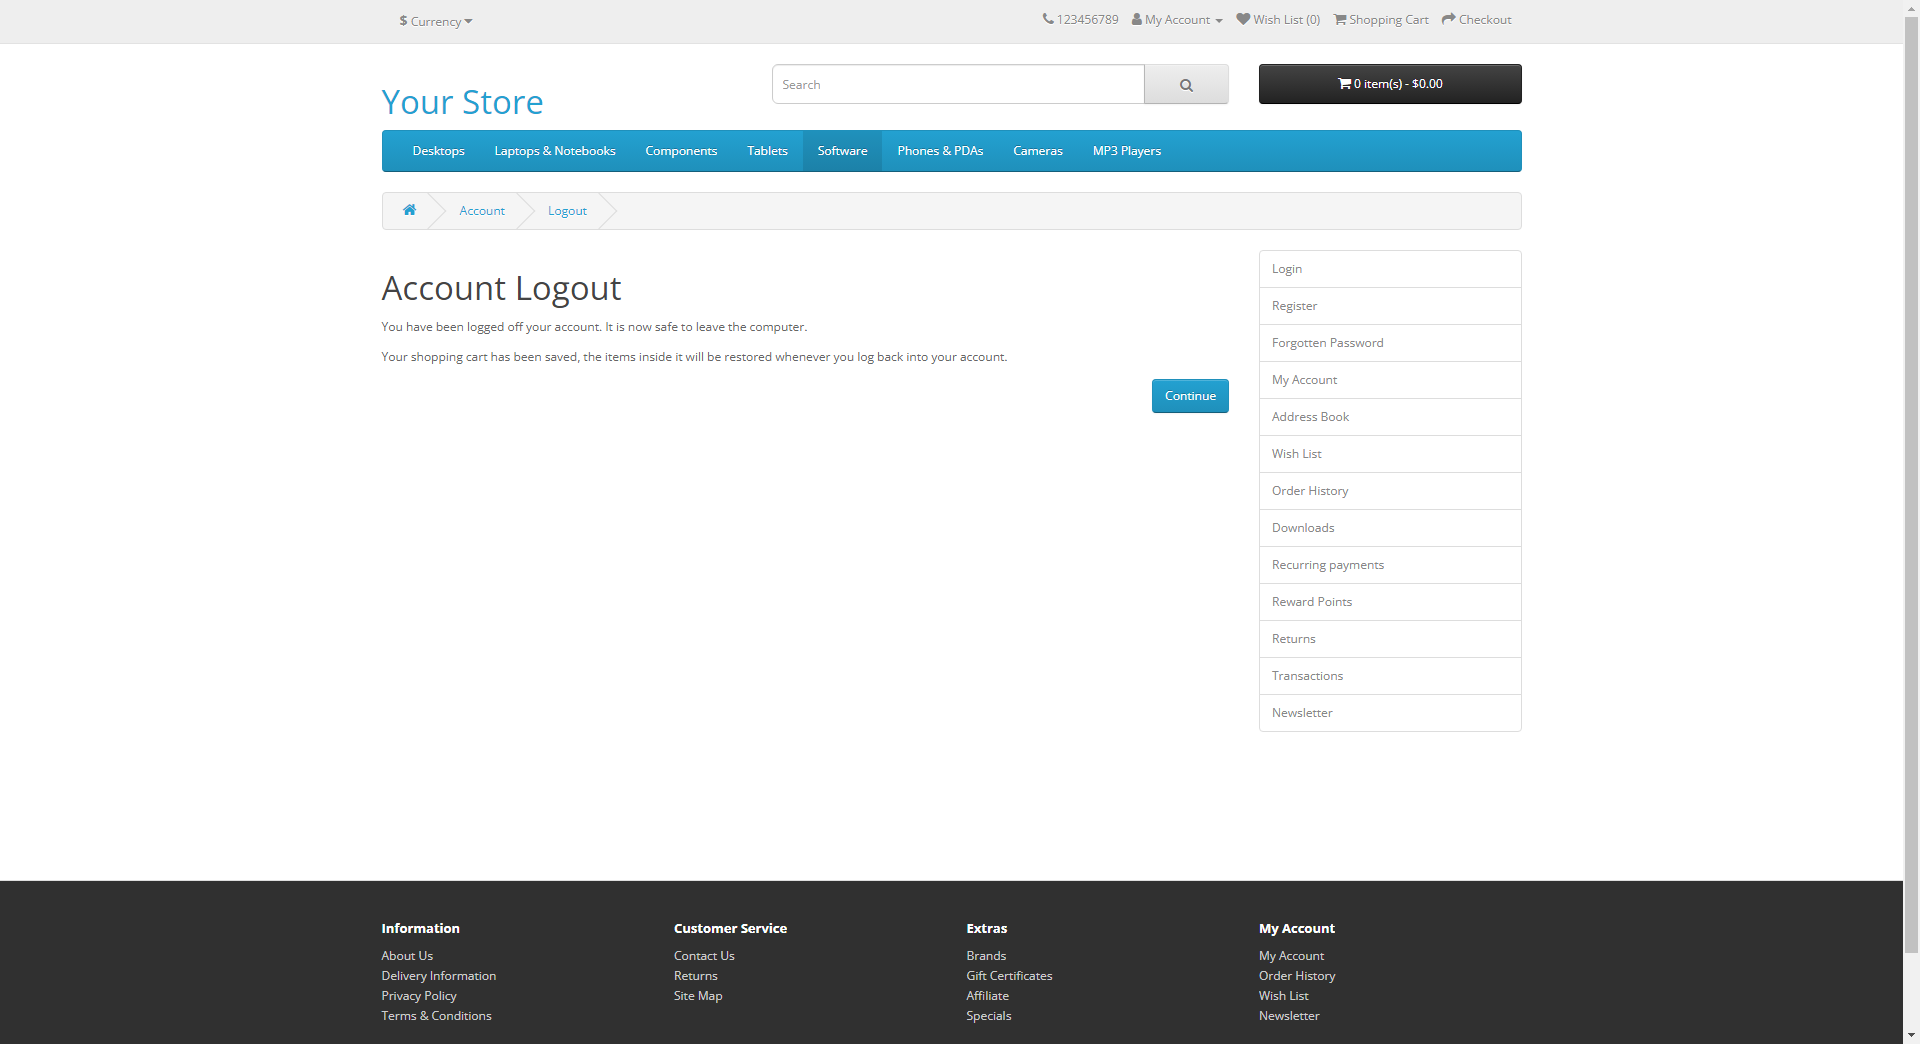 $ Currency
123456789 My Account Wish List (0) Shopping Cart Checkout
Your Store
Search
0 item(s) - $0.00
Desktops Laptops & Notebooks Components Tablets Software Phones & PDAs Cameras MP3 Players
Account Logout
Account Logout
You have been logged off your account. It is now safe to leave the computer.
Your shopping cart has been saved, the items inside it will be restored whenever you log back into your account.
Continue
Login
Register
Forgotten Password
My Account
Address Book
Wish List
Order History
Downloads
Recurring payments
Reward Points
Returns
Transactions
Newsletter
Information
About Us
Delivery Information
Privacy Policy
Terms & Conditions
Customer Service
Contact Us
Returns
Site Map
Extras
Brands
Gift Certificates
Affiliate
Specials
My Account
My Account
Order History
Wish List
Newsletter